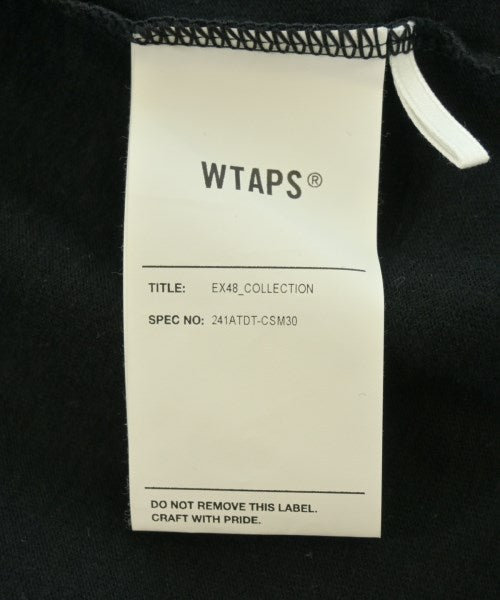 WTAPS®
TITLE: EX48_COLLECTION
SPEC NO: 241ATDT-CSM30
DO NOT REMOVE THIS LABEL.
CRAFT WITH PRIDE.